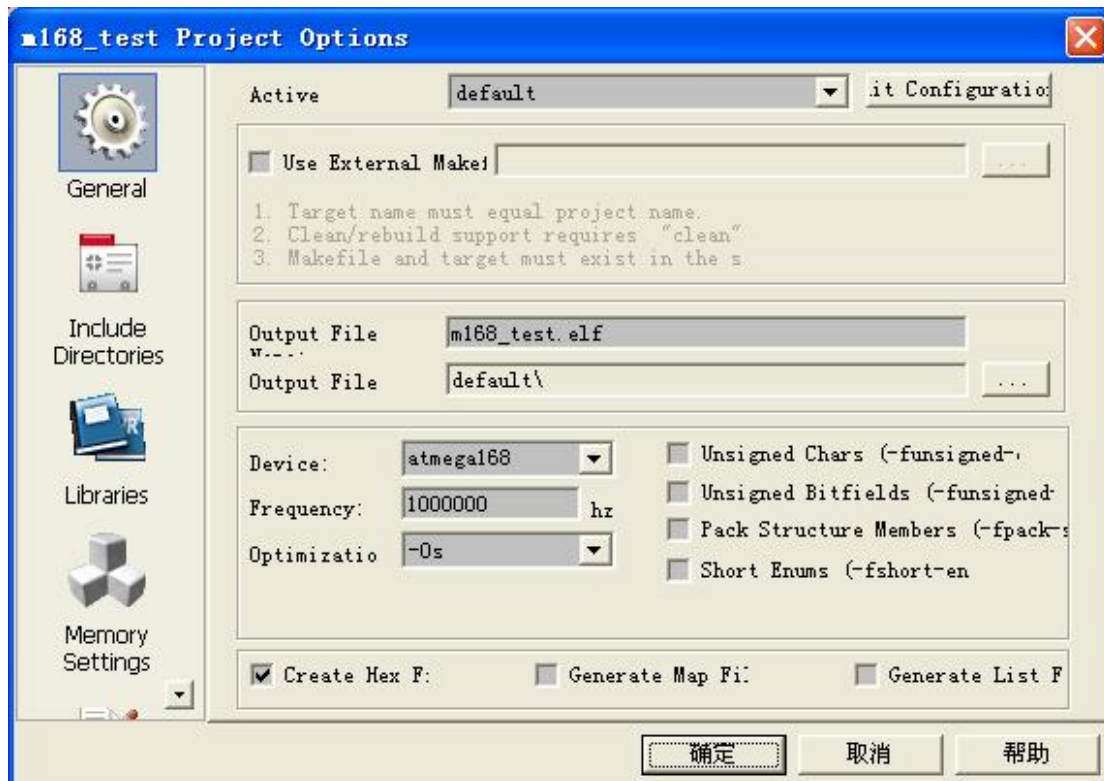 m168_test Project Options
General
Include
Directories
Libraries
Memory
Settings
Active
default
.it Configuratio
Use External Makef
...
1. Target name must equal project name.
2. Clean/rebuild support requires "clean"
3. Makefile and target must exist in the s
Output File
m168_test.elf
Output File
default\
...
Device:
atmega168
Frequency:
1000000
hz
Optimizatio
-Os
Unsigned Chars (-funsigned-
Unsigned Bitfields (-funsigned-
Pack Structure Members (-fpack-s
Short Enums (-fshort-en
Create Hex F
Generate Map Fi
Generate List F
确定
取消
帮助